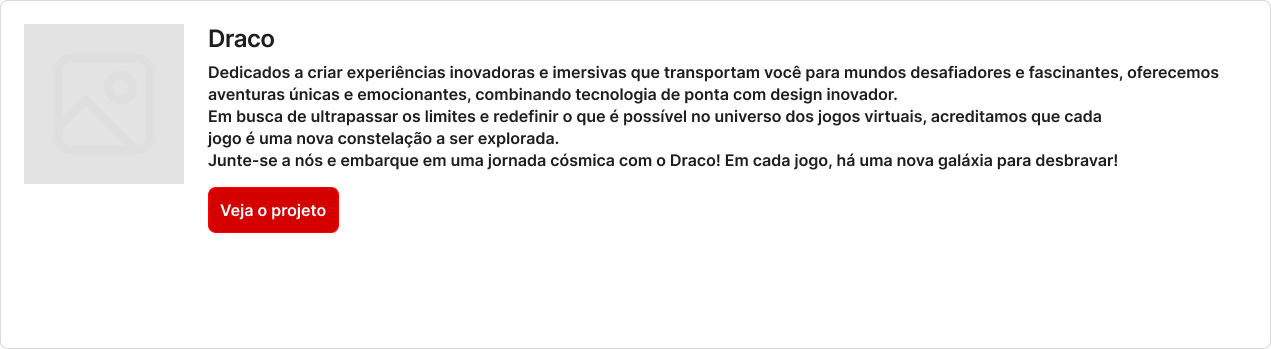 Draco
Dedicados a criar experiências inovadoras e imersivas que transportam você para mundos desafiadores e fascinantes, oferecemos
aventuras únicas e emocionantes, combinando tecnologia de ponta com design inovador.
Em busca de ultrapassar os limites e redefinir o que é possível no universo dos jogos virtuais, acreditamos que cada
jogo é uma nova constelação a ser explorada.
Junte-se a nós e embarque em uma jornada cósmica com o Draco! Em cada jogo, há uma nova galáxia para desbravar!
Veja o projeto